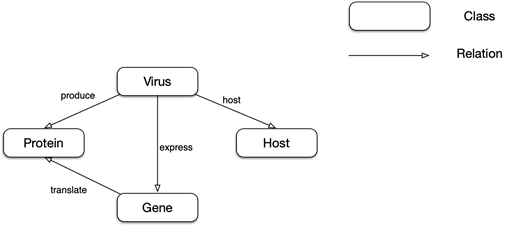 Class
Relation
Virus
produce
host
Protein
express
Host
translate
Gene